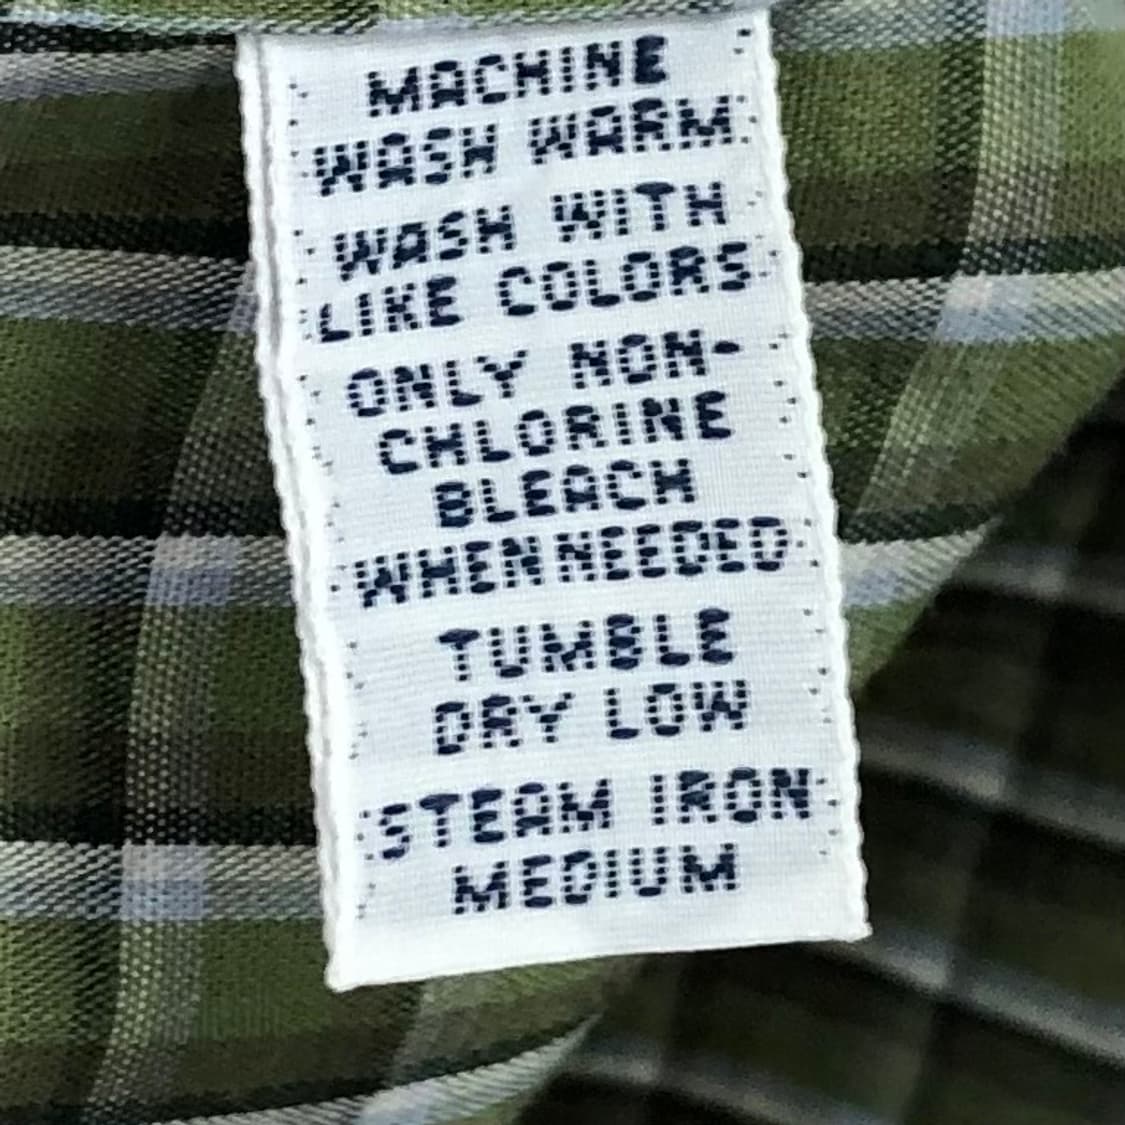 MACHINE
WASH WARM
WASH WITH
LIKE COLORS
ONLY NON-
CHLORINE
BLEACH
WHEN NEEDED
TUMBLE
DRY LOW
STEAM IRON
MEDIUM